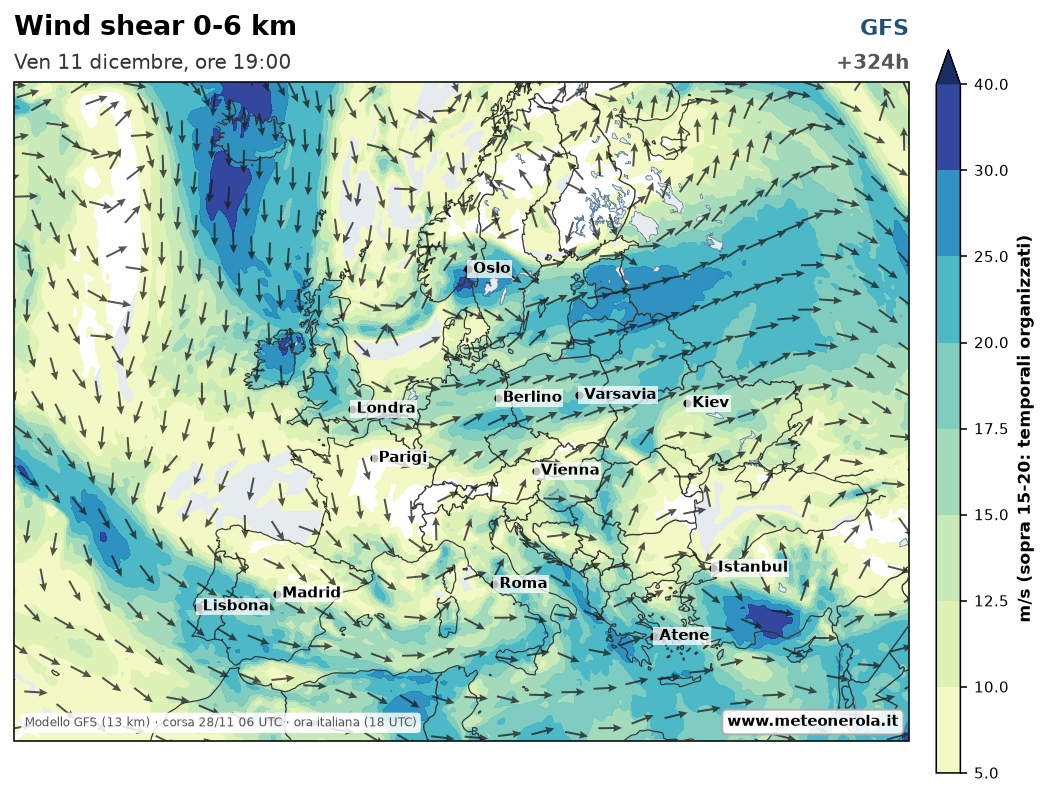 Wind shear 0-6 km
GFS
Ven 11 dicembre, ore 19:00
+324h
40.0
30.0
25.0
20.0
17.5
15.0
12.5
10.0
5.0
m/s (sopra 15-20: temporali organizzati)
Oslo
Berlino
Varsavia
Kiev
Londra
Parigi
Vienna
Istanbul
Roma
Madrid
Lisbona
Atene
Modello GFS (13 km) · corsa 28/11 06 UTC · ora italiana (18 UTC)
www.meteonerola.it